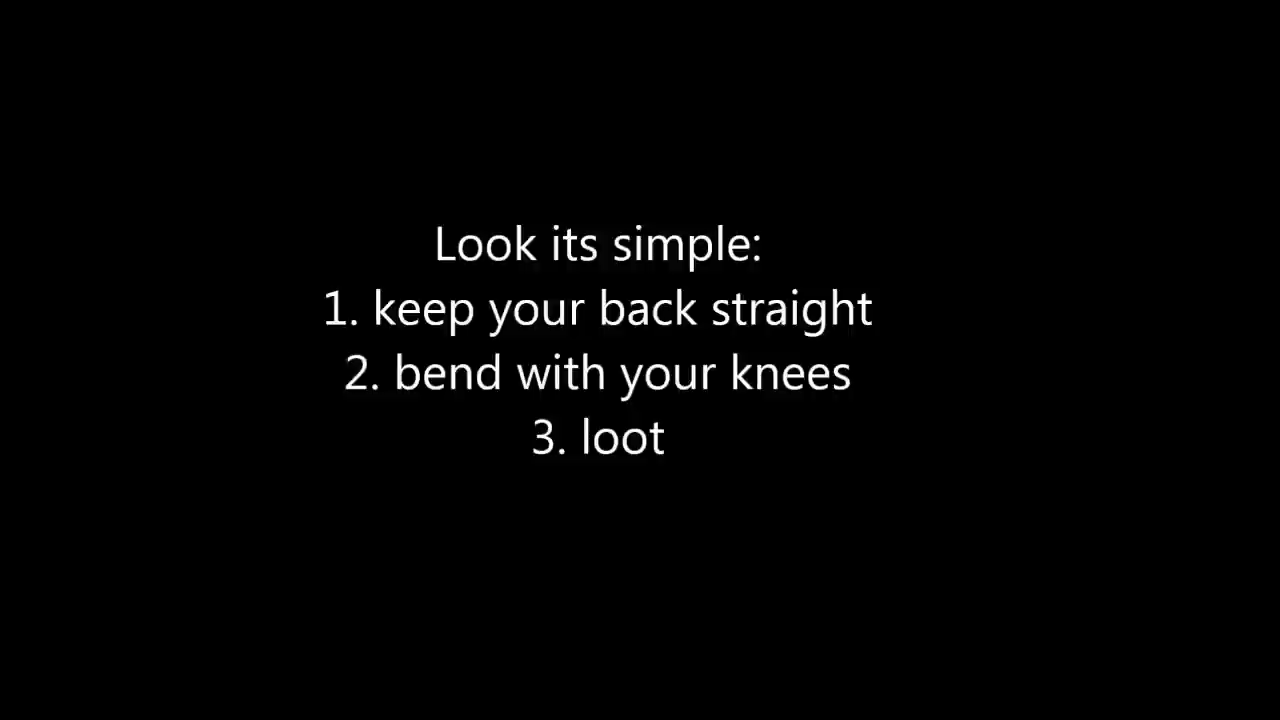 Look its simple:
1. keep your back straight
2. bend with your knees
3. loot